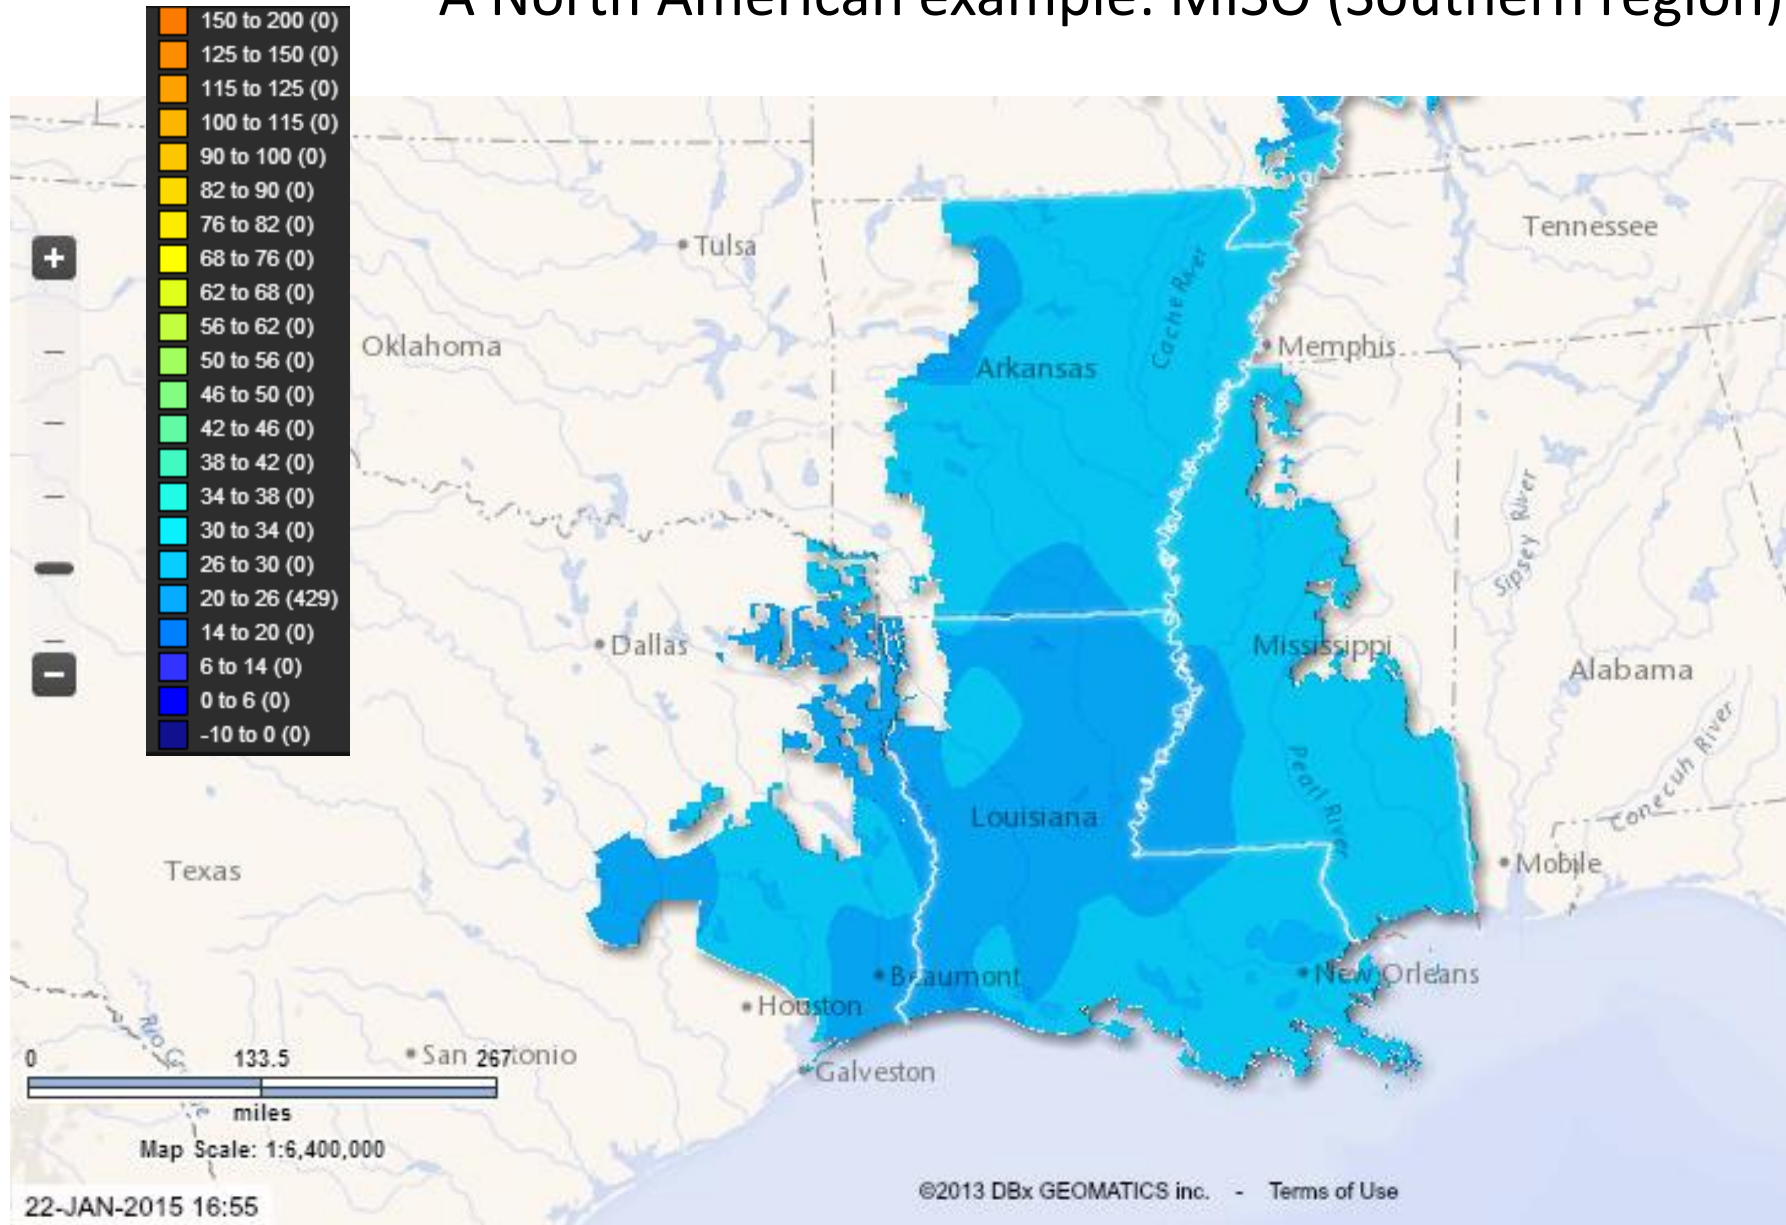 A North American example: MISO (Southern region)
150 to 200 (0)
125 to 150 (0)
115 to 125 (0)
100 to 115 (0)
90 to 100 (0)
82 to 90 (0)
76 to 82 (0)
68 to 76 (0)
62 to 68 (0)
56 to 62 (0)
50 to 56 (0)
46 to 50 (0)
42 to 46 (0)
38 to 42 (0)
34 to 38 (0)
30 to 34 (0)
26 to 30 (0)
20 to 26 (429)
14 to 20 (0)
6 to 14 (0)
0 to 6 (0)
-10 to 0 (0)
+
−
Tulsa
Tennessee
Cache River
Oklahoma
Memphis
Arkansas
Sipsey River
Dallas
Mississippi
Alabama
Pearl River
Conecuh River
Louisiana
Texas
Mobile
Beaumont
New Orleans
Houston
Rio G
San Antonio
Galveston
0 133.5 267
miles
Map Scale: 1:6,400,000
©2013 DBx GEOMATICS inc. - Terms of Use
22-JAN-2015 16:55